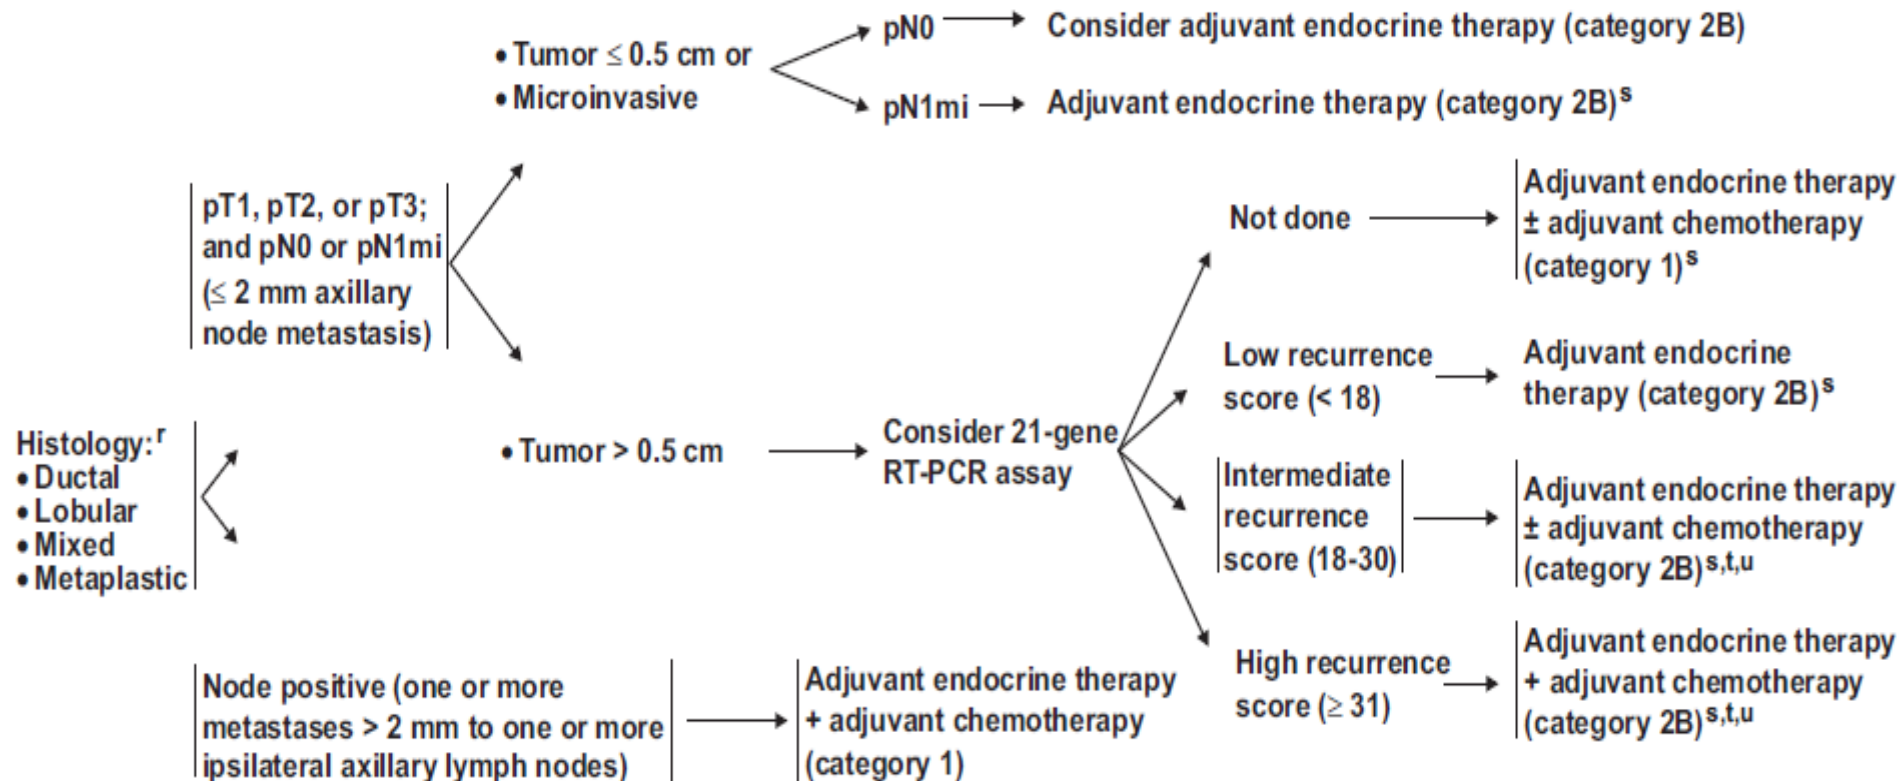 • Tumor ≤ 0.5 cm or
• Microinvasive
pN0
Consider adjuvant endocrine therapy (category 2B)
pN1mi
Adjuvant endocrine therapy (category 2B)s
pT1, pT2, or pT3;
and pN0 or pN1mi
(≤ 2 mm axillary
node metastasis)
Not done
Adjuvant endocrine therapy
± adjuvant chemotherapy
(category 1)s
Low recurrence
score (< 18)
Adjuvant endocrine
therapy (category 2B)s
Histology:r
• Ductal
• Lobular
• Mixed
• Metaplastic
• Tumor > 0.5 cm
Consider 21-gene
RT-PCR assay
Intermediate
recurrence
score (18-30)
Adjuvant endocrine therapy
± adjuvant chemotherapy
(category 2B)s,t,u
High recurrence
score (≥ 31)
Adjuvant endocrine therapy
+ adjuvant chemotherapy
(category 2B)s,t,u
Node positive (one or more
metastases > 2 mm to one or more
ipsilateral axillary lymph nodes)
Adjuvant endocrine therapy
+ adjuvant chemotherapy
(category 1)